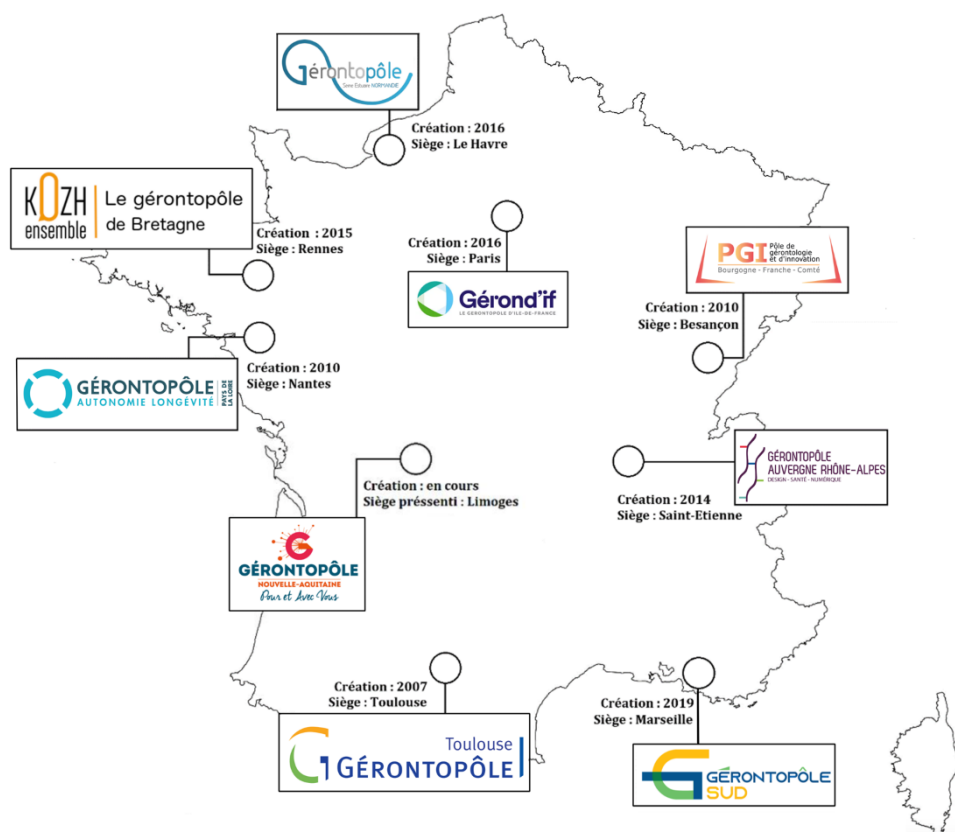 Gérontopôle
Seine Estuaire NORMANDIE
Création : 2016
Siège : Le Havre
KOZH
ensemble
Le gérontopôle
de Bretagne
Création : 2015
Siège : Rennes
Création : 2016
Siège : Paris
Gérond'if
LE GÉRONTOPÔLE D'ILE-DE-FRANCE
PGI
Pôle de
gérontologie
et d'innovation
Bourgogne - Franche - Comté
Création : 2010
Siège : Besançon
Création : 2010
Siège : Nantes
GÉRONTOPÔLE
AUTONOMIE LONGÉVITÉ
PAYS DE
LA LOIRE
Création : en cours
Siège préssenti : Limoges
GÉRONTOPÔLE
NOUVELLE-AQUITAINE
Pour et Avec Vous
GÉRONTOPÔLE
AUVERGNE RHÔNE-ALPES
DESIGN - SANTÉ - NUMÉRIQUE
Création : 2014
Siège : Saint-Etienne
Création : 2007
Siège : Toulouse
Toulouse
GÉRONTOPÔLE
Création : 2019
Siège : Marseille
GÉRONTOPÔLE
SUD